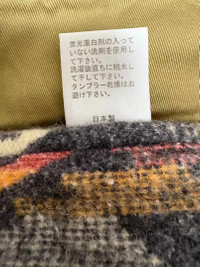 蛍光蛋白剤の入って
いない洗剤を使用し
て下さい。
洗濯後直ちに脱水し
て干して下さい。
タンブラー乾燥はお
避け下さい。
日本製